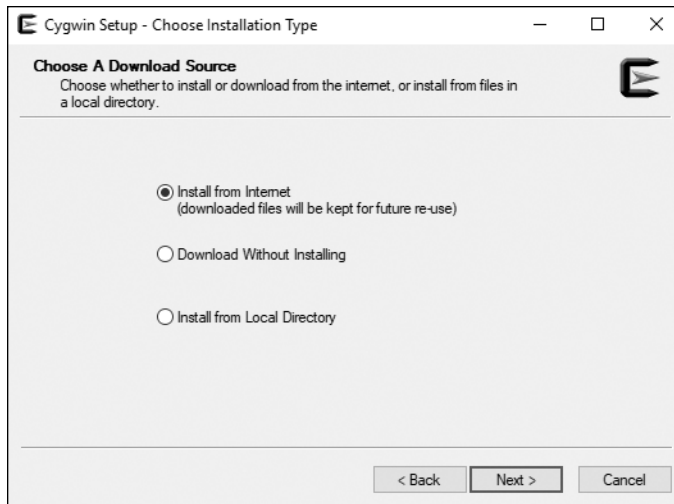 Cygwin Setup - Choose Installation Type
Choose A Download Source
Choose whether to install or download from the internet, or install from files in
a local directory.
Install from Internet
(downloaded files will be kept for future re-use)
Download Without Installing
Install from Local Directory
< Back Next > Cancel